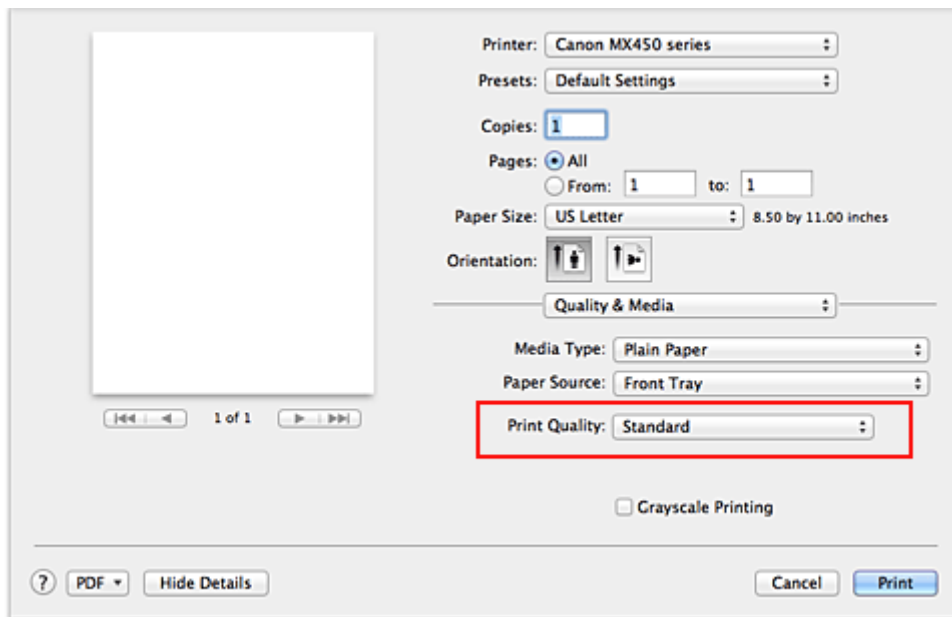 Printer: Canon MX450 series
Presets: Default Settings
Copies: 1
Pages: All
From: 1 to: 1
Paper Size: US Letter 8.50 by 11.00 inches
Orientation:
Quality & Media
Media Type: Plain Paper
Paper Source: Front Tray
1 of 1
Print Quality: Standard
Grayscale Printing
? PDF Hide Details Cancel Print